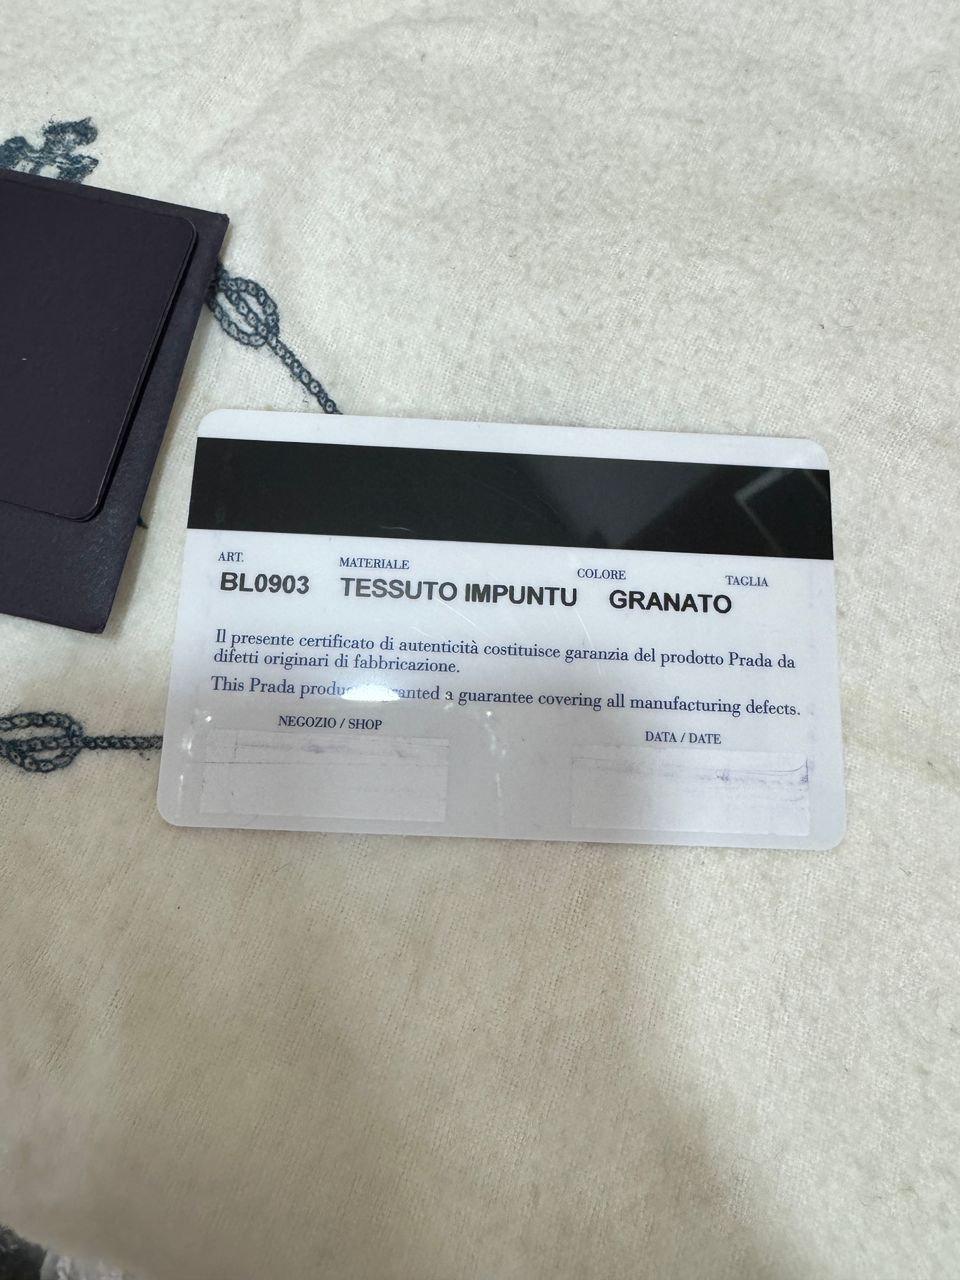 ART. MATERIALE COLORE TAGLIA
BL0903 TESSUTO IMPUNTU GRANATO
Il presente certificato di autenticità costituisce garanzia del prodotto Prada da
difetti originari di fabbricazione.
This Prada a guarantee covering all manufacturing defects.
NEGOZIO / SHOP DATA / DATE